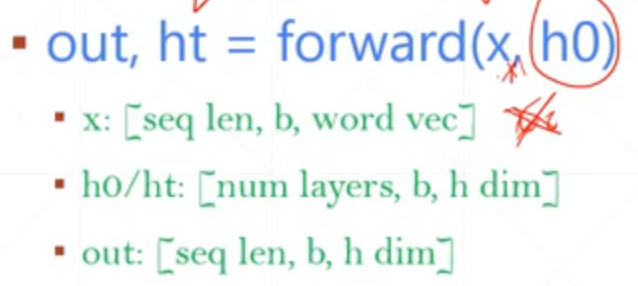 ▪ out, ht = forward(x, h0)
▪ x: [seq len, b, word vec]
▪ h0/ht: [num layers, b, h dim]
▪ out: [seq len, b, h dim]